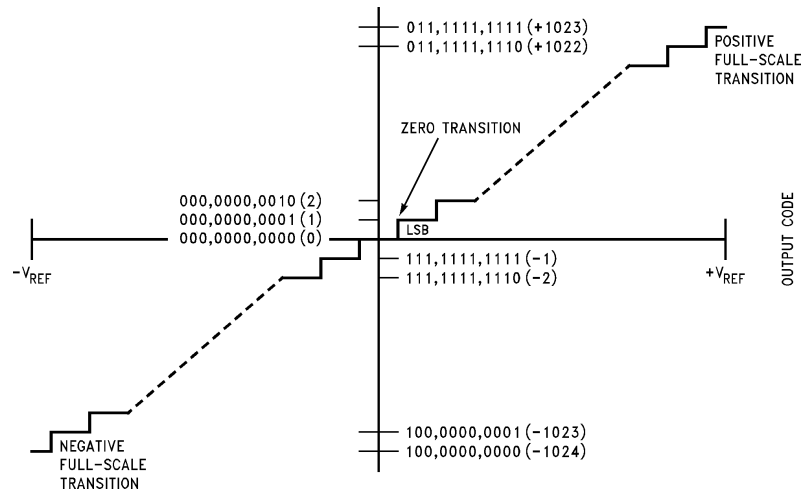 011,1111,1111 (+1023)
011,1111,1110 (+1022)
POSITIVE
FULL-SCALE
TRANSITION
ZERO TRANSITION
000,0000,0010 (2)
000,0000,0001 (1)
000,0000,0000 (0)
LSB
-VREF
+VREF
OUTPUT CODE
111,1111,1111 (-1)
111,1111,1110 (-2)
100,0000,0001 (-1023)
100,0000,0000 (-1024)
NEGATIVE
FULL-SCALE
TRANSITION